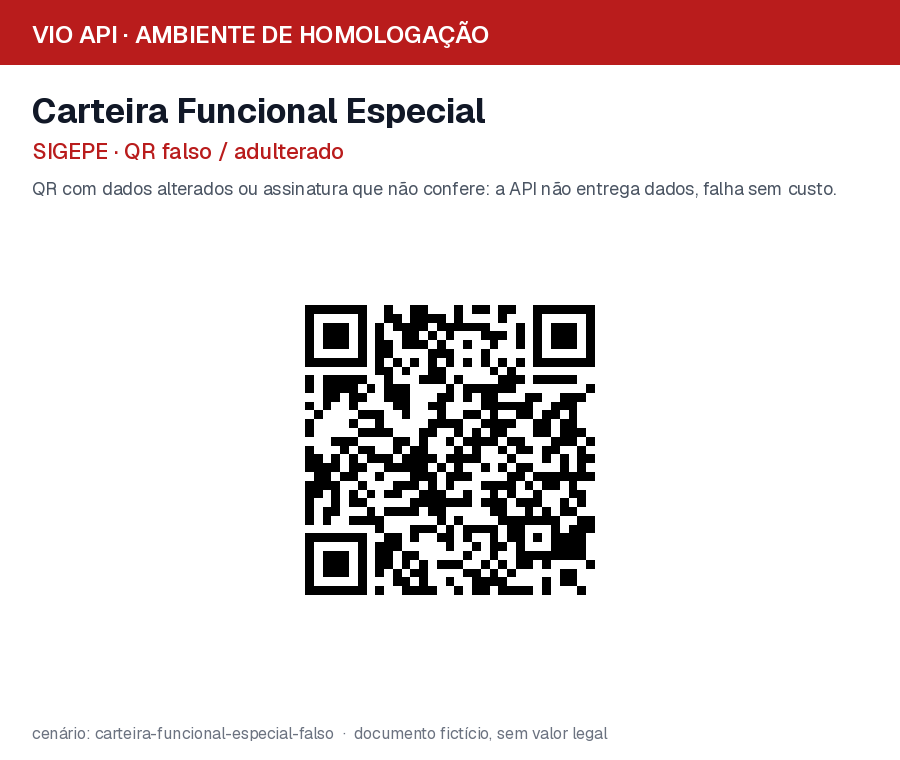 VIO API · AMBIENTE DE HOMOLOGAÇÃO
Carteira Funcional Especial
SIGEPE · QR falso / adulterado
QR com dados alterados ou assinatura que não confere: a API não entrega dados, falha sem custo.
cenário: carteira-funcional-especial-falso · documento fictício, sem valor legal